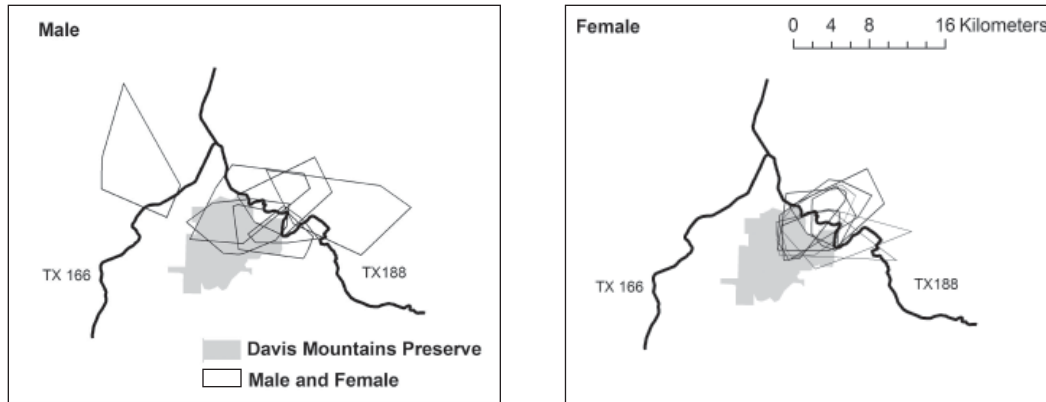 Male
TX 166
TX188
Davis Mountains Preserve
Male and Female
Female
0 4 8 16 Kilometers
TX 166
TX188